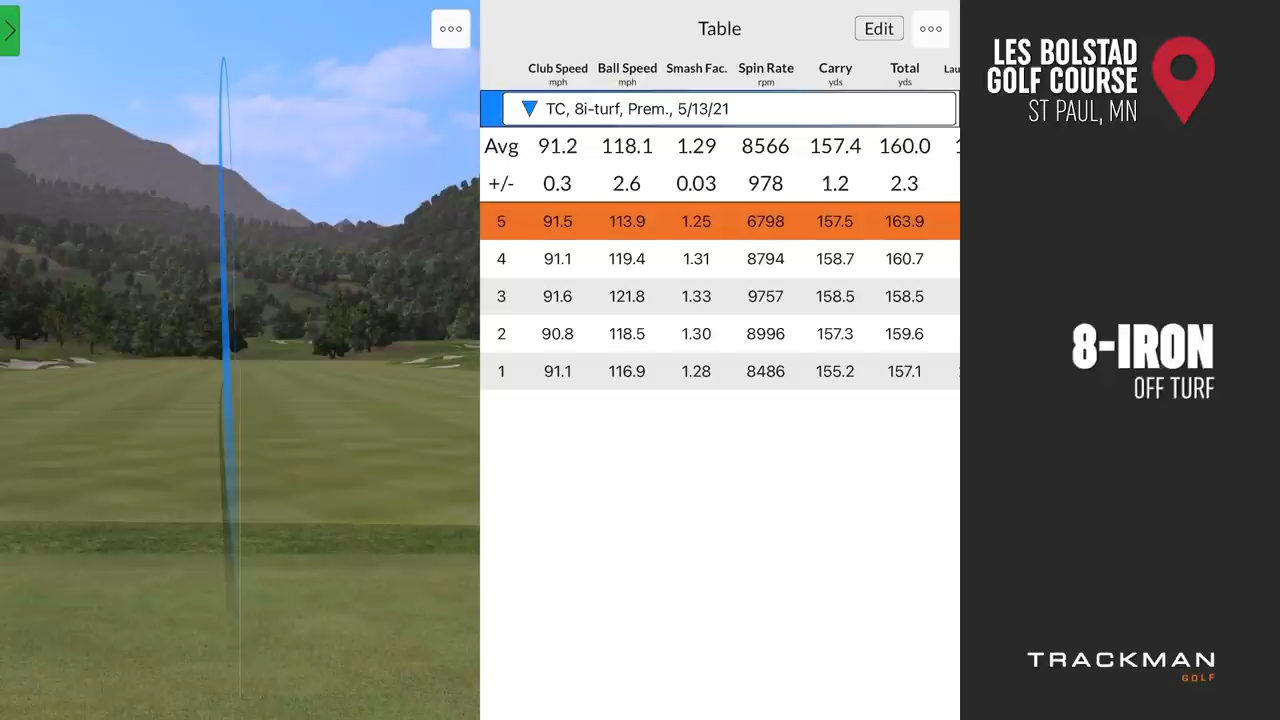 Table
Edit
Club Speed Ball Speed Smash Fac. Spin Rate Carry Total
mph mph rpm yds yds
TC, 8i-turf, Prem., 5/13/21
Avg 91.2 118.1 1.29 8566 157.4 160.0
+/- 0.3 2.6 0.03 978 1.2 2.3
5 91.5 113.9 1.25 6798 157.5 163.9
4 91.1 119.4 1.31 8794 158.7 160.7
3 91.6 121.8 1.33 9757 158.5 158.5
2 90.8 118.5 1.30 8996 157.3 159.6
1 91.1 116.9 1.28 8486 155.2 157.1
LES BOLSTAD
GOLF COURSE
ST PAUL, MN
8-IRON
OFF TURF
TRACKMAN
GOLF